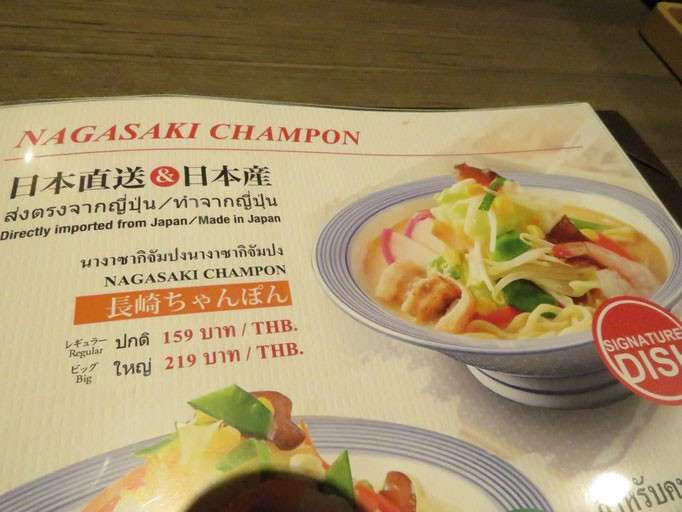 NAGASAKI CHAMPON
日本直送&日本産
ส่งตรงจากญี่ปุ่น/ทำจากญี่ปุ่น
Directly imported from Japan/Made in Japan
นางาซากิจัมปงนางาซากิจัมปง
NAGASAKI CHAMPON
長崎ちゃんぽん
レギュラー ปกติ 159 บาท / THB.
Regular
ビッグ ใหญ่ 219 บาท / THB.
Big
SIGNATURE